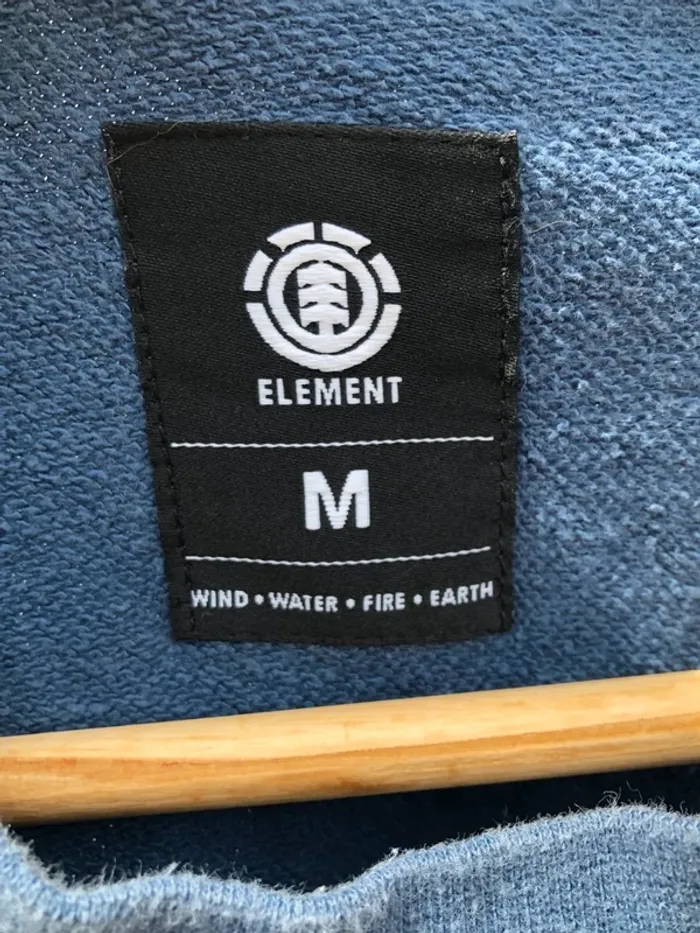 ELEMENT
M
WIND • WATER • FIRE • EARTH